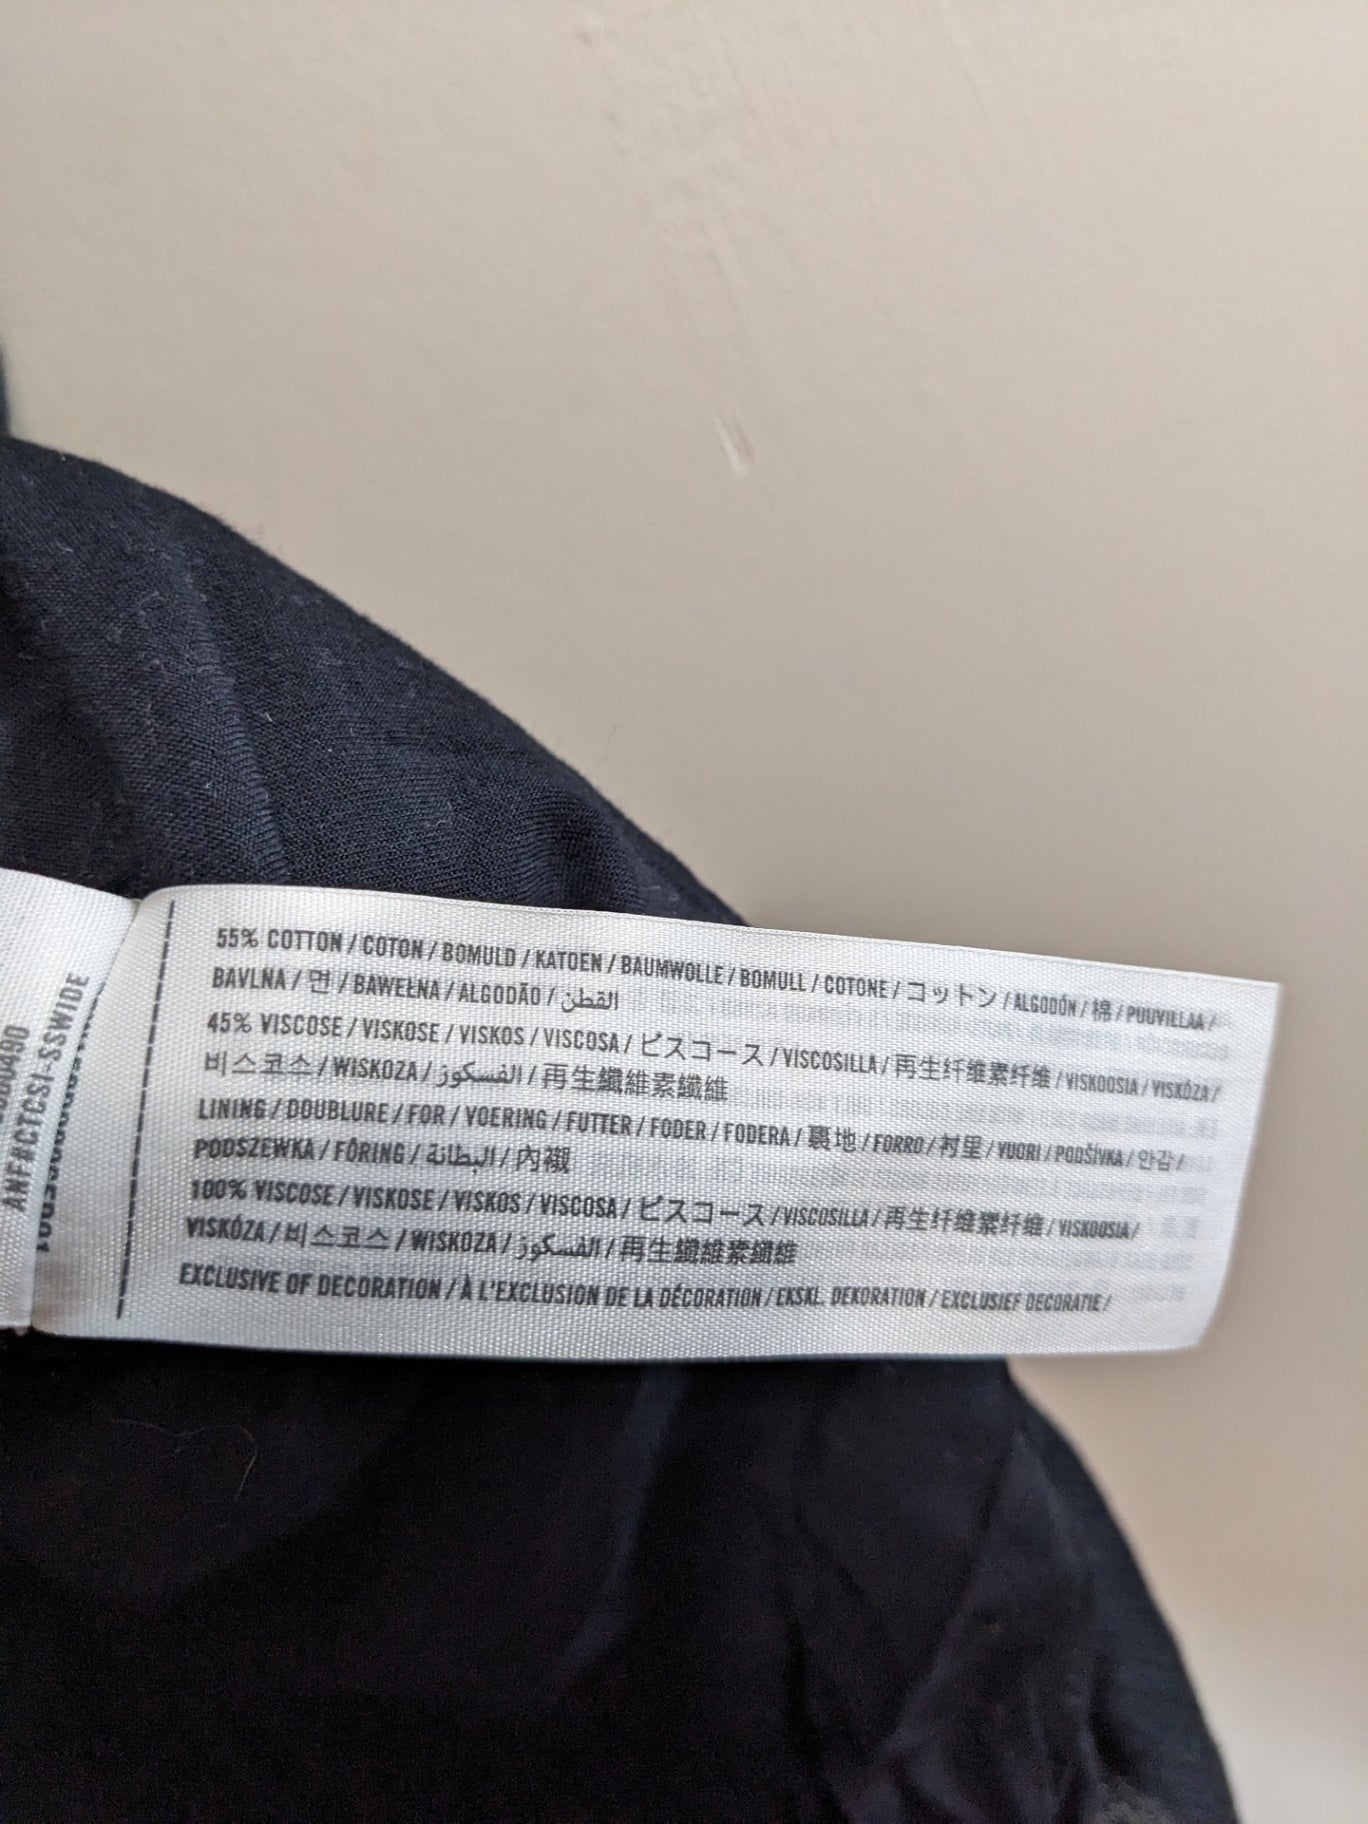 55% COTTON / COTON / BOMULD / KATOEN / BAUMWOLLE / BOMULL / COTONE / コットン / ALGODÓN / 棉 / PUUVILLAA /
BAVLNA / 면 / BAWEŁNA / ALGODÃO / القطن
45% VISCOSE / VISKOSE / VISKOS / VISCOSA / ビスコース / VISCOSILLA / 再生纤维素纤维 / VISKOOSIA / VISKÓZA /
비스코스 / WISKOZA / الفسكوز / 再生纖維素纖維
LINING / DOUBLURE / FOR / VOERING / FUTTER / FODER / FODERA / 裏地 / FORRO / 衬里 / VUORI / PODŠÍVKA / 안감 /
PODSZEWKA / FÔRING / البطانة / 內襯
100% VISCOSE / VISKOSE / VISKOS / VISCOSA / ビスコース / VISCOSILLA / 再生纤维素纤维 / VISKOOSIA /
VISKÓZA / 비스코스 / WISKOZA / الفسكوز / 再生纖維素纖維
EXCLUSIVE OF DECORATION / À L'EXCLUSION DE LA DÉCORATION / EKSKL. DEKORATION / EXCLUSIEF DECORATIE /
ANF#CTCSI-SSWIDE